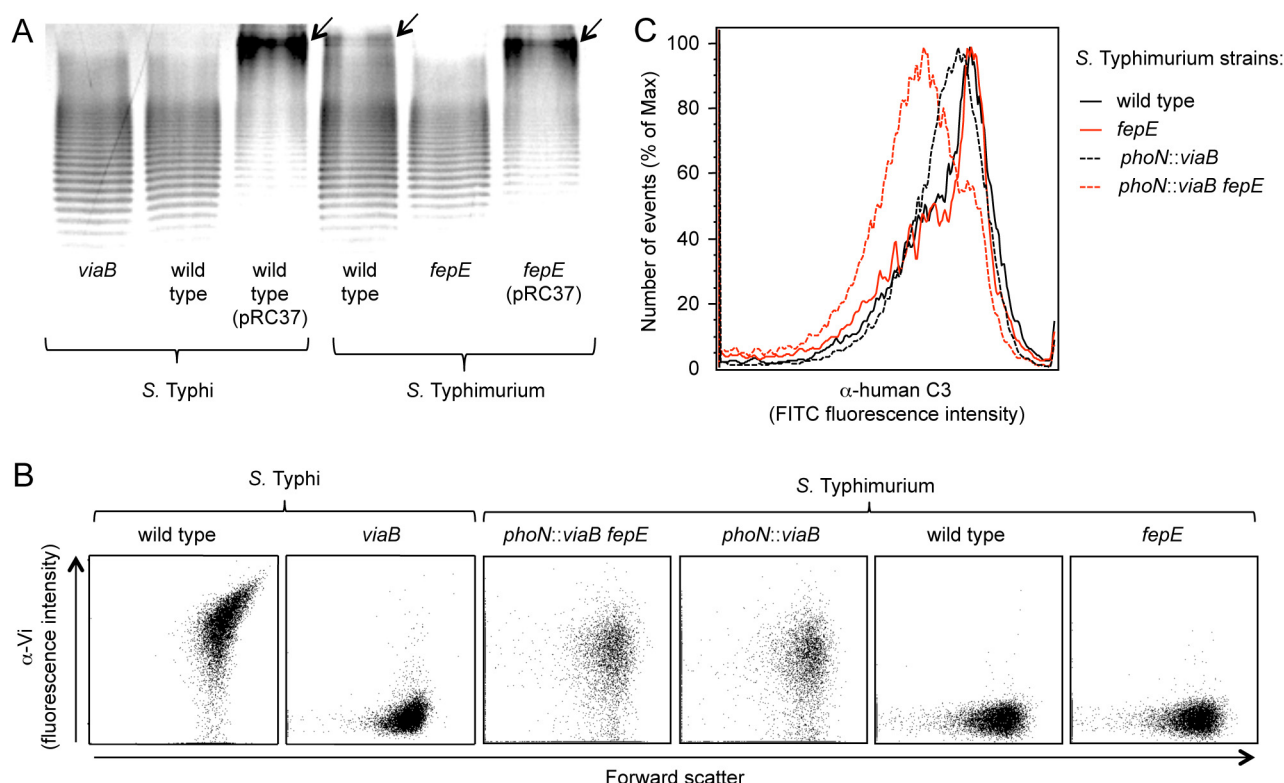 A
viaB
wild
type
wild
type
(pRC37)
wild
type
fepE
fepE
(pRC37)
S. Typhi
S. Typhimurium
C
Number of events (% of Max)
100
80
60
40
20
0
α-human C3
(FITC fluorescence intensity)
S. Typhimurium strains:
wild type
fepE
phoN::viaB
phoN::viaB fepE
B
S. Typhi
S. Typhimurium
wild type
viaB
phoN::viaB fepE
phoN::viaB
wild type
fepE
α-Vi
(fluorescence intensity)
Forward scatter